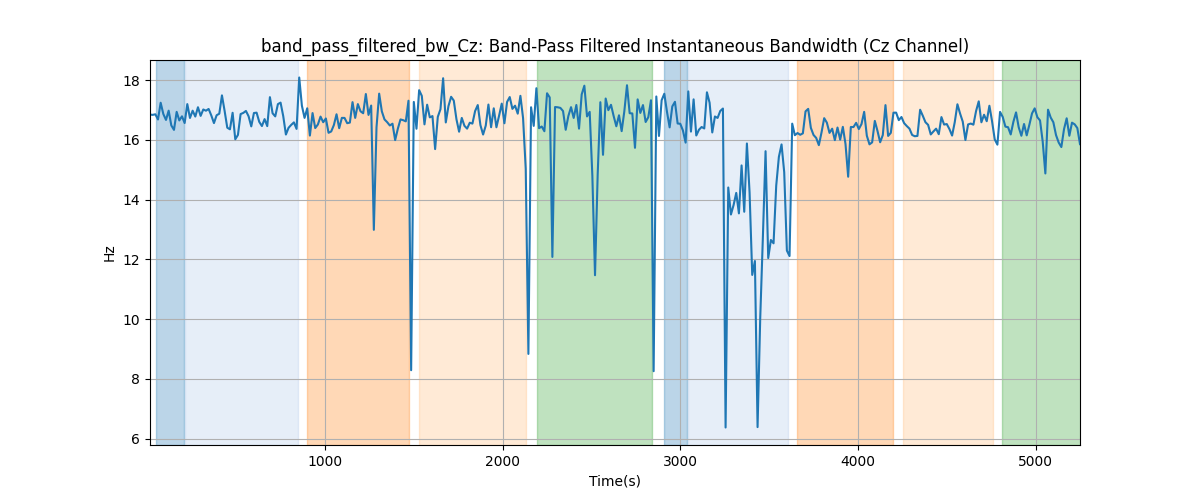 band_pass_filtered_bw_Cz: Band-Pass Filtered Instantaneous Bandwidth (Cz Channel)
18
16
14
12
10
8
6
Hz
1000 2000 3000 4000 5000
Time(s)